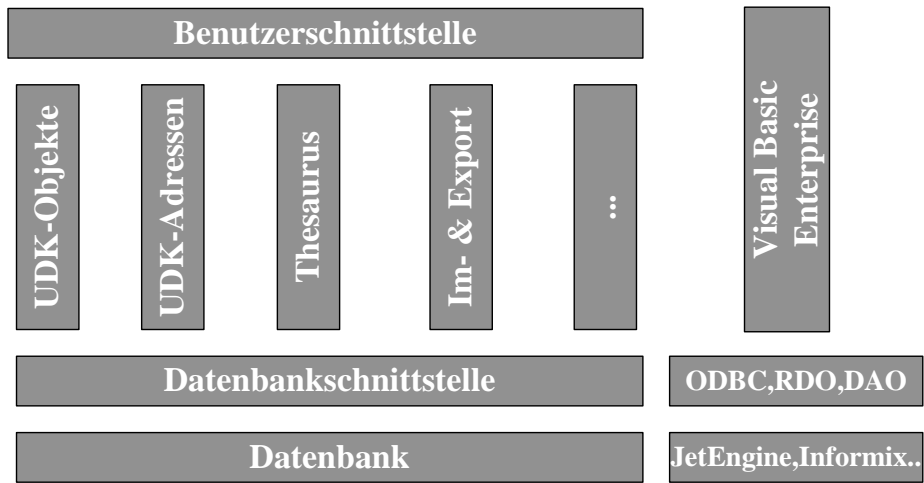 Benutzerschnittstelle
UDK-Objekte
UDK-Adressen
Thesaurus
Im- & Export
...
Visual Basic
Enterprise
Datenbankschnittstelle
ODBC,RDO,DAO
Datenbank
JetEngine,Informix..